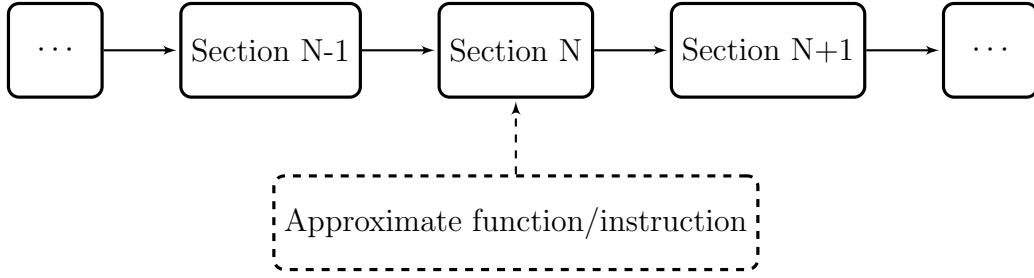 ...
Section N-1
Section N
Section N+1
...
Approximate function/instruction